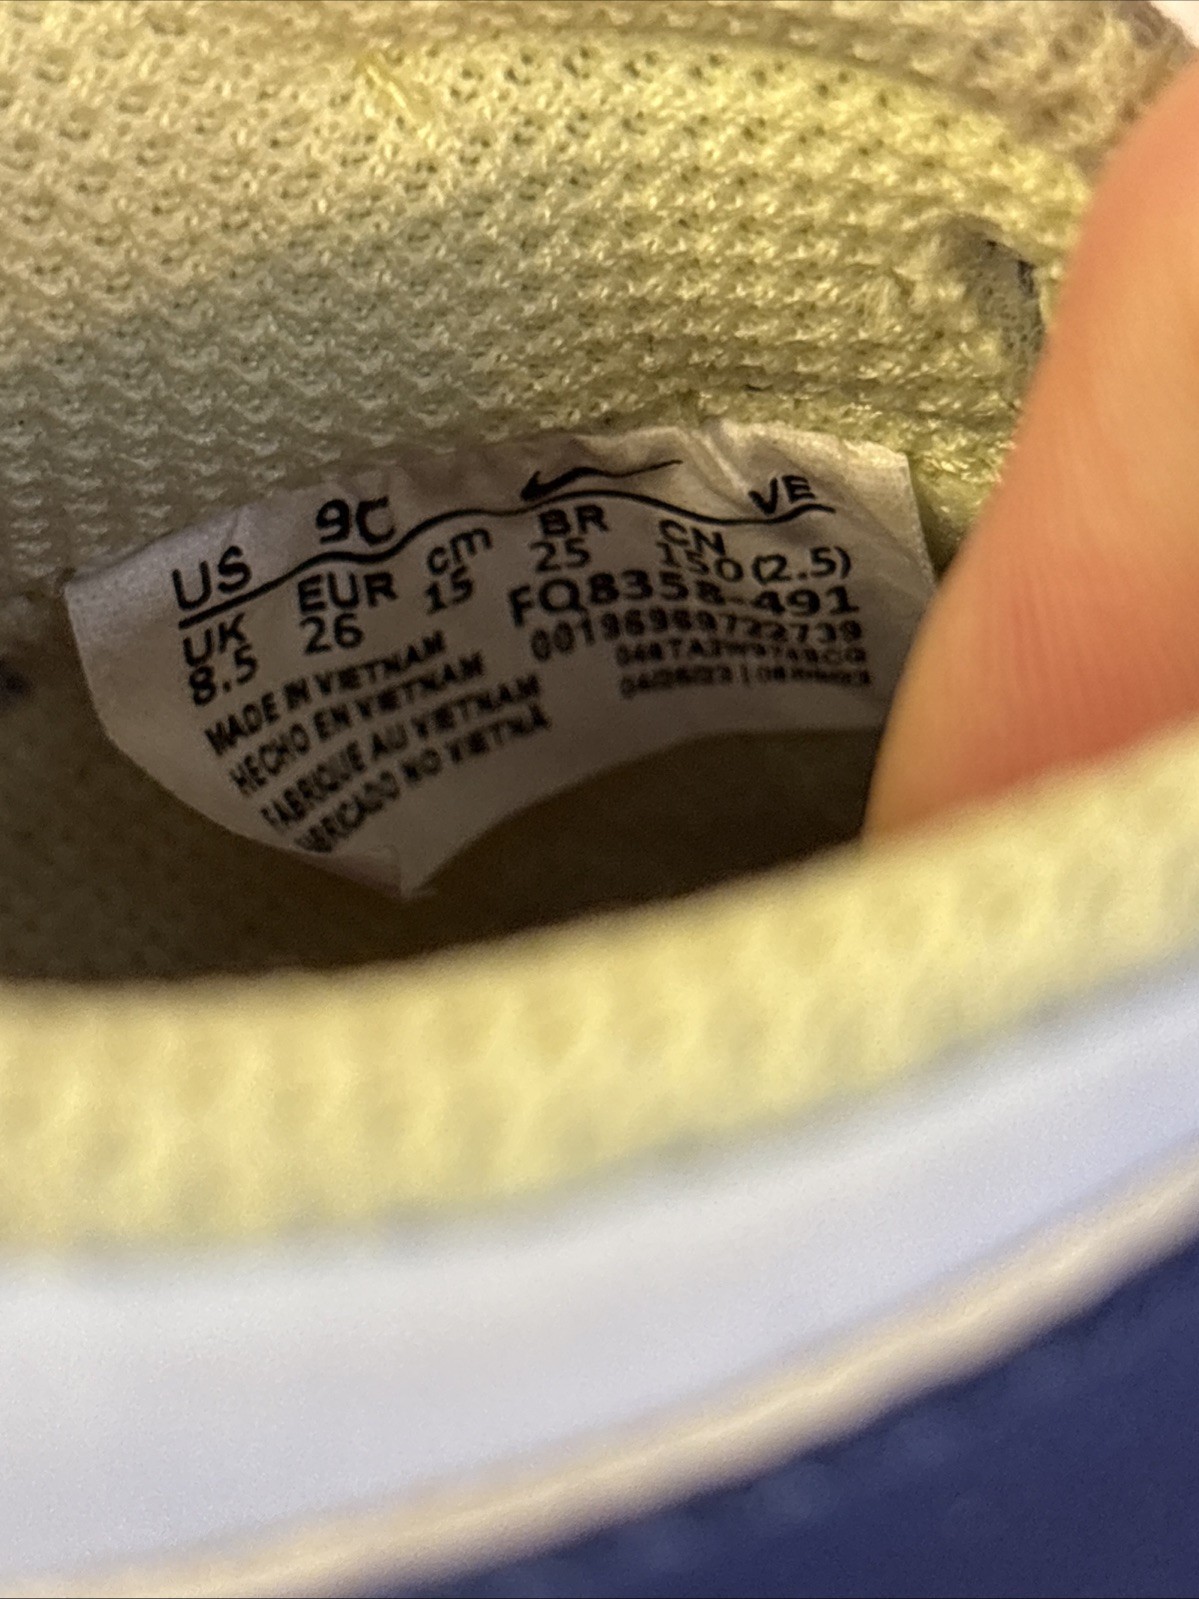 US 9C VE
UK EUR cm BR CN
8.5 26 15 25 150 (2.5)
FQ8358-491
00196969722739
MADE IN VIETNAM
HECHO EN VIETNAM
FABRIQUE AU VIETNAM
FABRICADO NO VIETNÃ